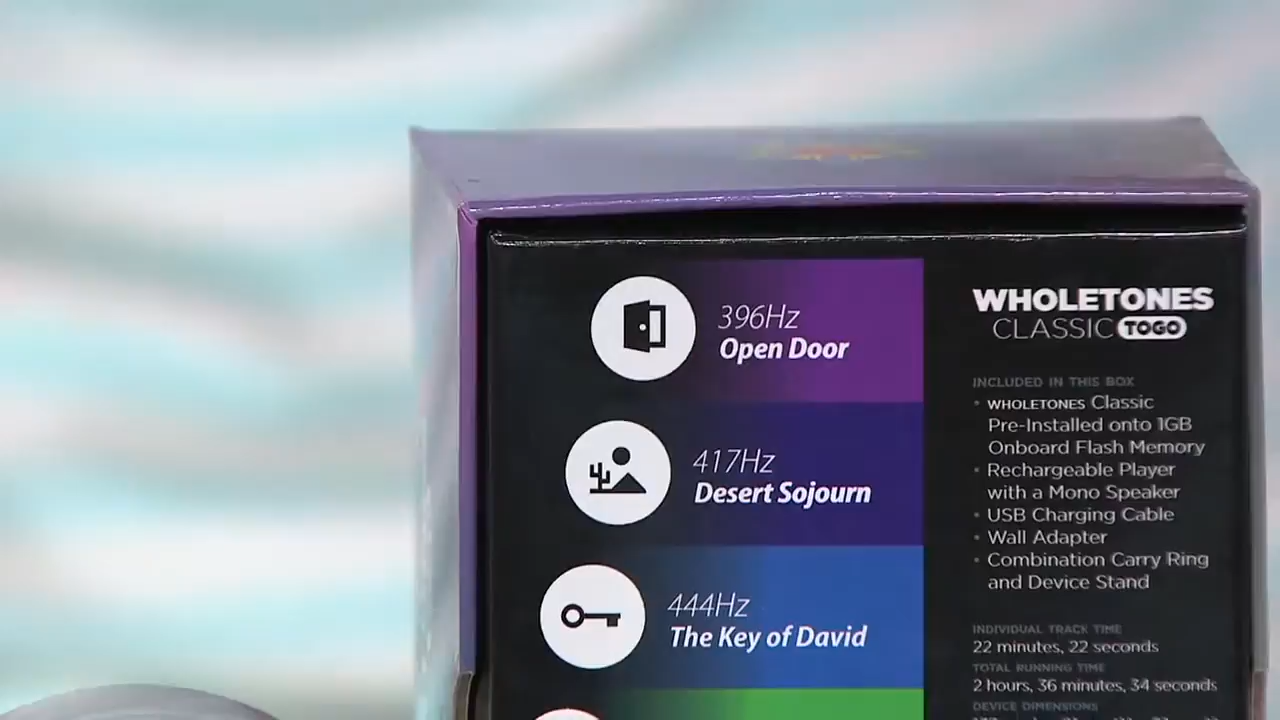 396Hz
Open Door
417Hz
Desert Sojourn
444Hz
The Key of David
WHOLETONES
CLASSIC TOGO
INCLUDED IN THIS BOX
• WHOLETONES Classic
Pre-Installed onto 1GB
Onboard Flash Memory
• Rechargeable Player
with a Mono Speaker
• USB Charging Cable
• Wall Adapter
• Combination Carry Ring
and Device Stand
INDIVIDUAL TRACK TIME
22 minutes, 22 seconds
TOTAL RUNNING TIME
2 hours, 36 minutes, 34 seconds
DEVICE DIMENSIONS